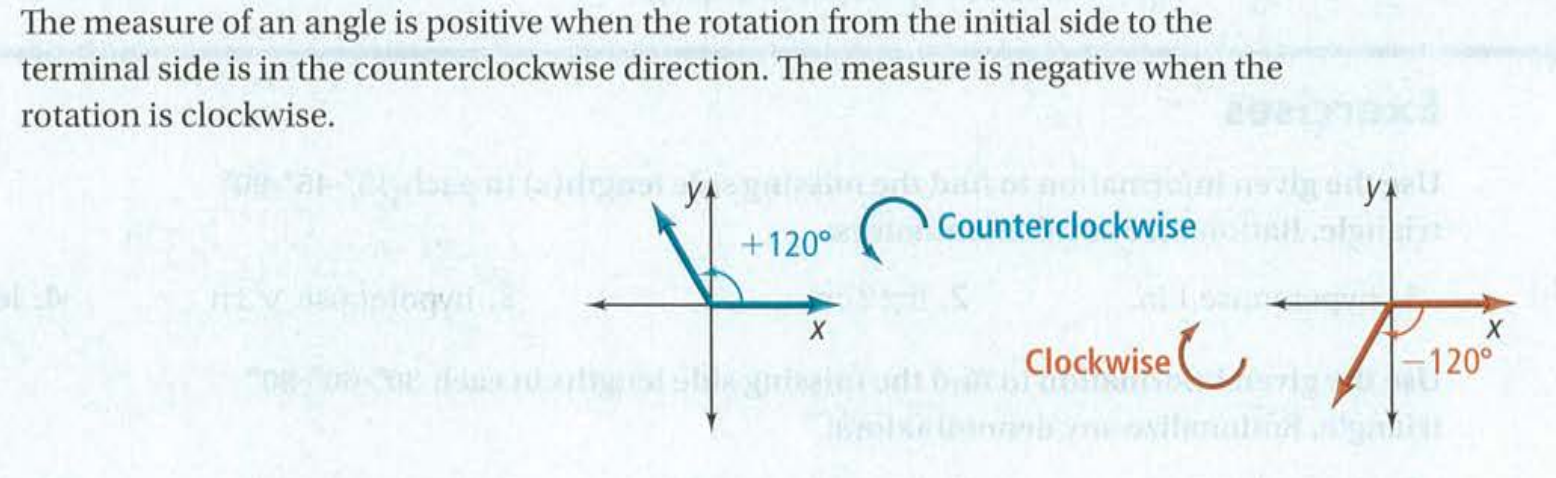 The measure of an angle is positive when the rotation from the initial side to the
terminal side is in the counterclockwise direction. The measure is negative when the
rotation is clockwise.
y
+120°
Counterclockwise
x
y
Clockwise
x
−120°